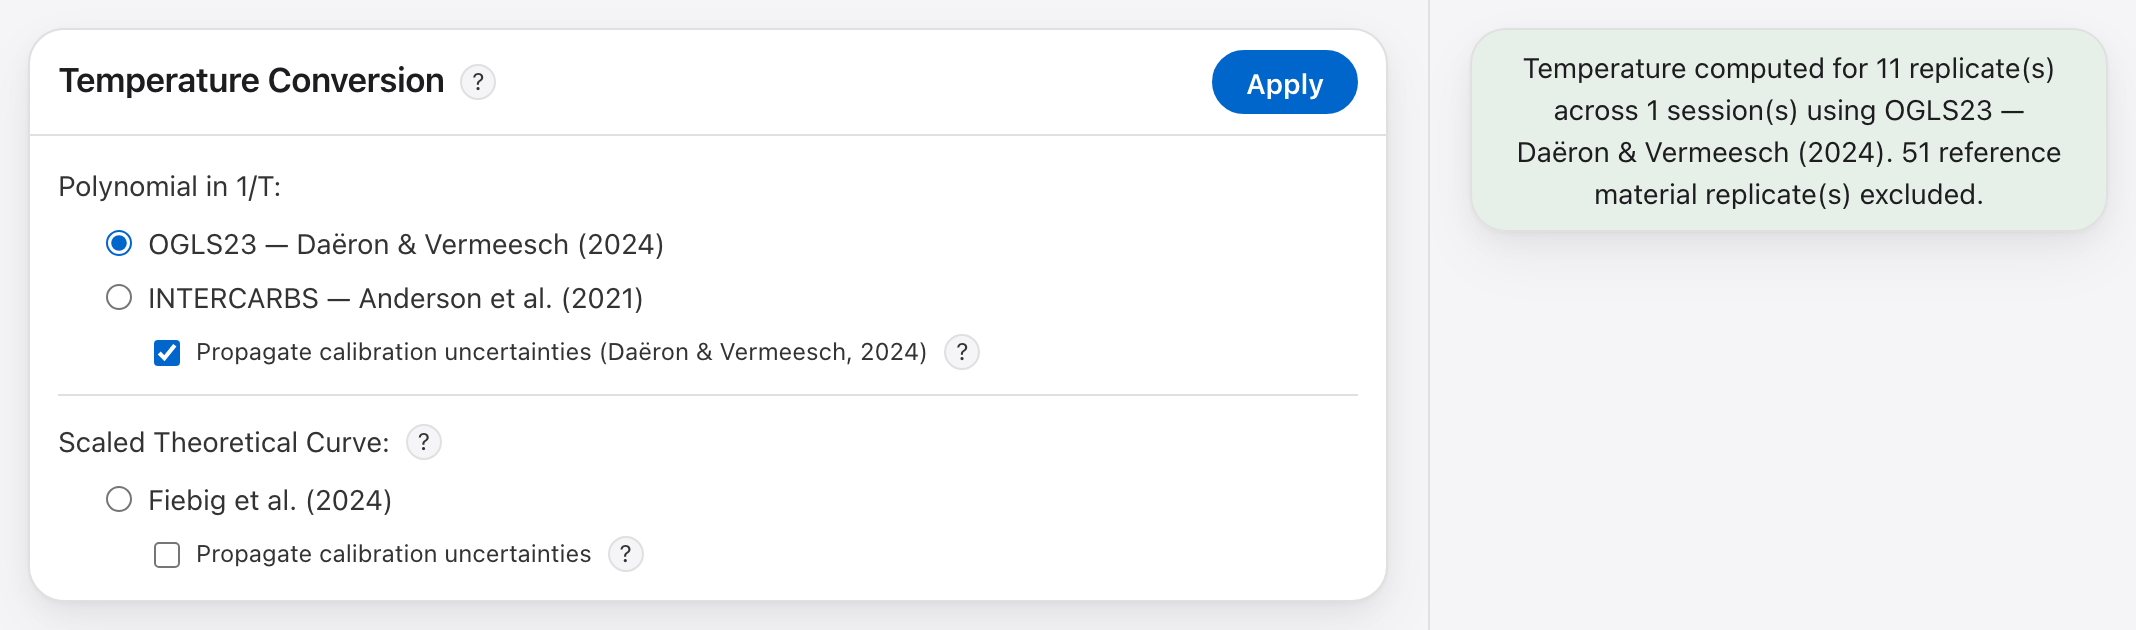 Temperature Conversion ?
Apply
Polynomial in 1/T:
OGLS23 — Daëron & Vermeesch (2024)
INTERCARBS — Anderson et al. (2021)
Propagate calibration uncertainties (Daëron & Vermeesch, 2024) ?
Scaled Theoretical Curve: ?
Fiebig et al. (2024)
Propagate calibration uncertainties ?
Temperature computed for 11 replicate(s)
across 1 session(s) using OGLS23 —
Daëron & Vermeesch (2024). 51 reference
material replicate(s) excluded.